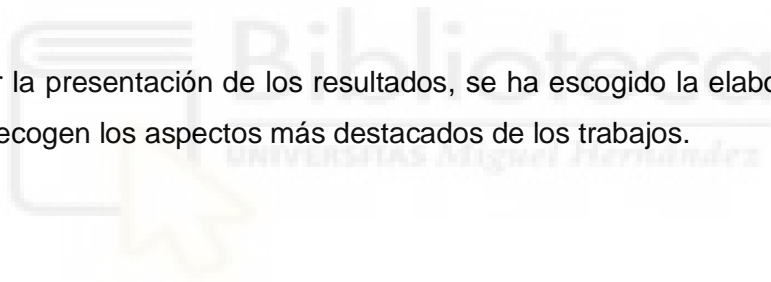 Biblioteca
r la presentación de los resultados, se ha escogido la elabo
ecogen los aspectos más destacados de los trabajos.
UNIVERSITAS Miguel Hernández